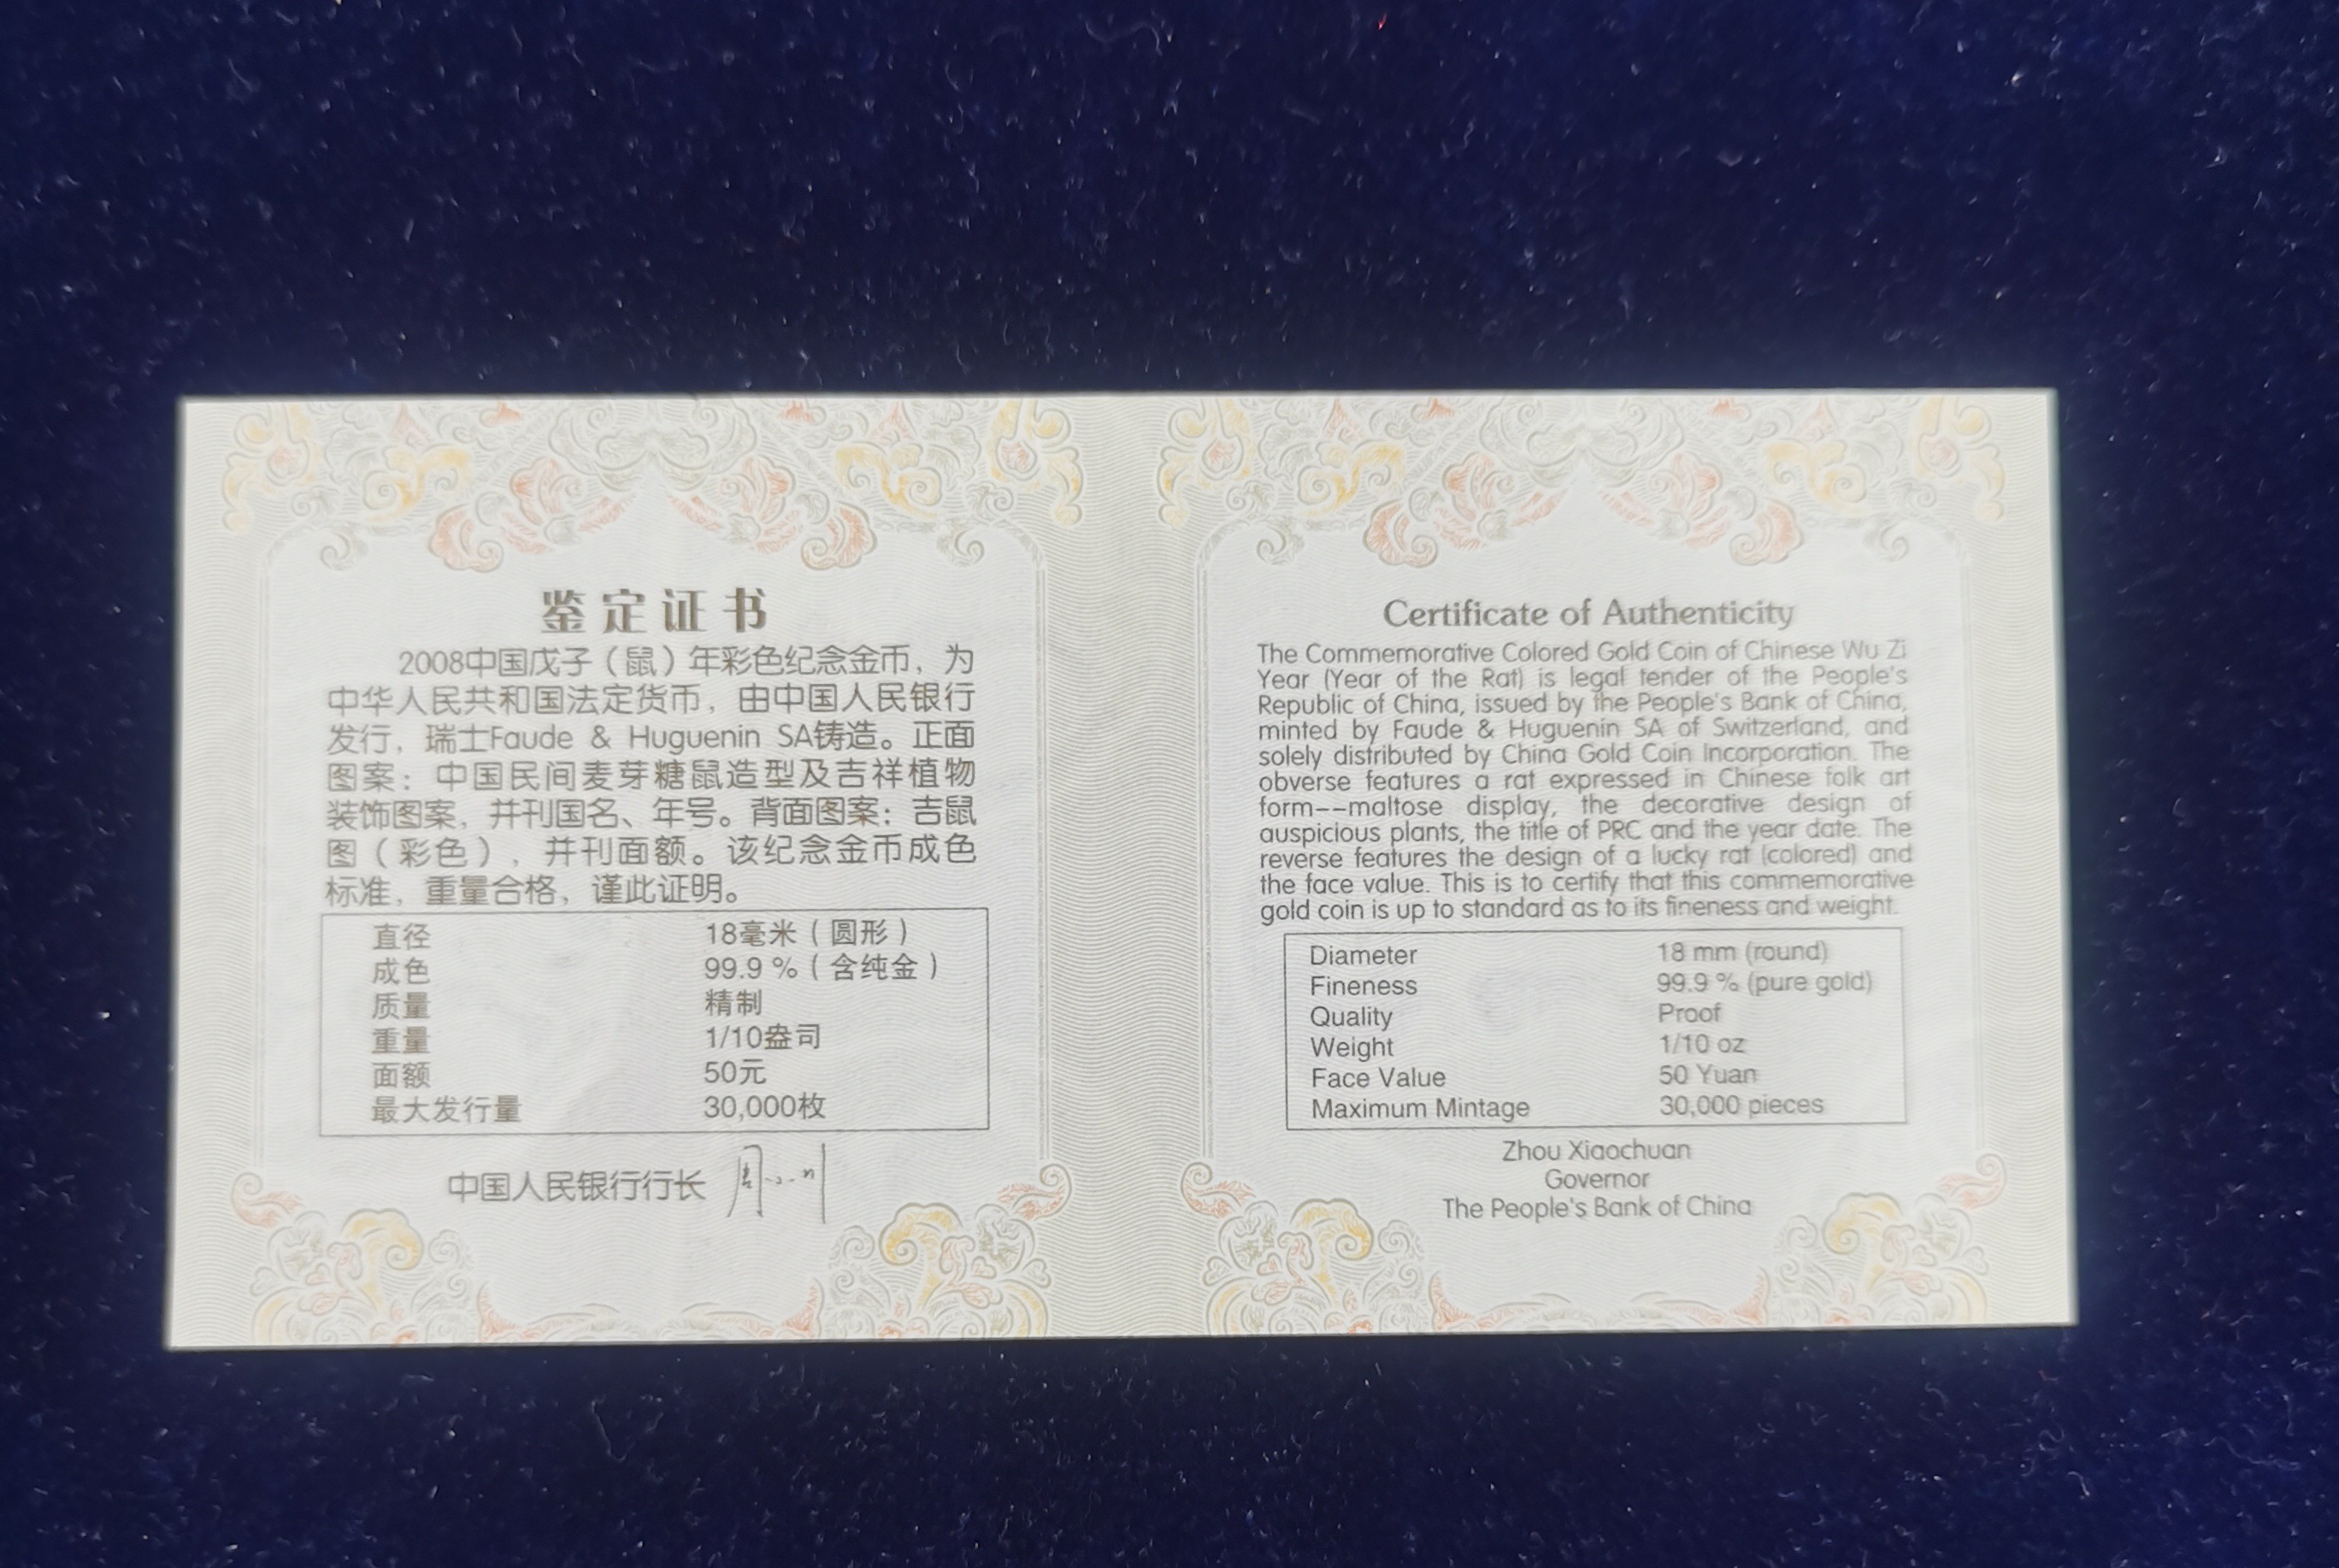 鉴定证书
2008中国戊子（鼠）年彩色纪念金币，为
中华人民共和国法定货币，由中国人民银行
发行，瑞士Faude & Huguenin SA铸造。正面
图案：中国民间麦芽糖鼠造型及吉祥植物
装饰图案，并刊国名、年号。背面图案：吉鼠
图（彩色），并刊面额。该纪念金币成色
标准，重量合格，谨此证明。
直径 18毫米（圆形）
成色 99.9 %（含纯金）
质量 精制
重量 1/10盎司
面额 50元
最大发行量 30,000枚
中国人民银行行长 周小川
Certificate of Authenticity
The Commemorative Colored Gold Coin of Chinese Wu Zi
Year (Year of the Rat) is legal tender of the People's
Republic of China, issued by the People's Bank of China,
minted by Faude & Huguenin SA of Switzerland, and
solely distributed by China Gold Coin Incorporation. The
obverse features a rat expressed in Chinese folk art
form--maltose display, the decorative design of
auspicious plants, the title of PRC and the year date. The
reverse features the design of a lucky rat (colored) and
the face value. This is to certify that this commemorative
gold coin is up to standard as to its fineness and weight.
Diameter 18 mm (round)
Fineness 99.9 % (pure gold)
Quality Proof
Weight 1/10 oz
Face Value 50 Yuan
Maximum Mintage 30,000 pieces
Zhou Xiaochuan
Governor
The People's Bank of China